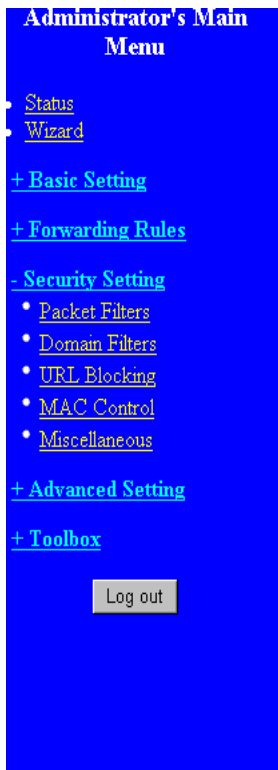 Administrator's Main
Menu
Status
Wizard
+ Basic Setting
+ Forwarding Rules
- Security Setting
Packet Filters
Domain Filters
URL Blocking
MAC Control
Miscellaneous
+ Advanced Setting
+ Toolbox
Log out